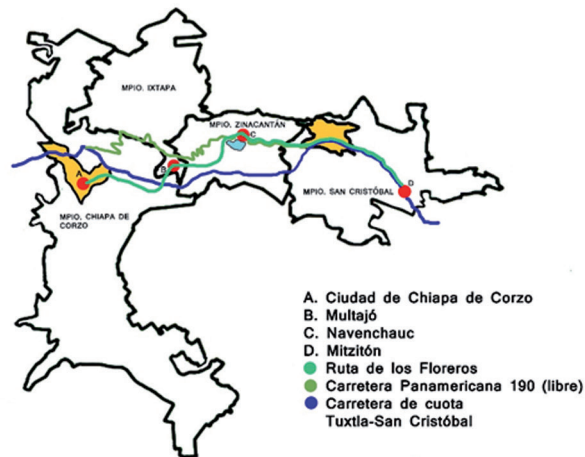 MPIO. IXTAPA
MPIO. ZINACANTÁN
C
B
A
D
MPIO. SAN CRISTÓBAL
MPIO. CHIAPA DE
CORZO
A. Ciudad de Chiapa de Corzo
B. Multajó
C. Navenchauc
D. Mitzitón
Ruta de los Floreros
Carretera Panamericana 190 (libre)
Carretera de cuota
Tuxtla-San Cristóbal